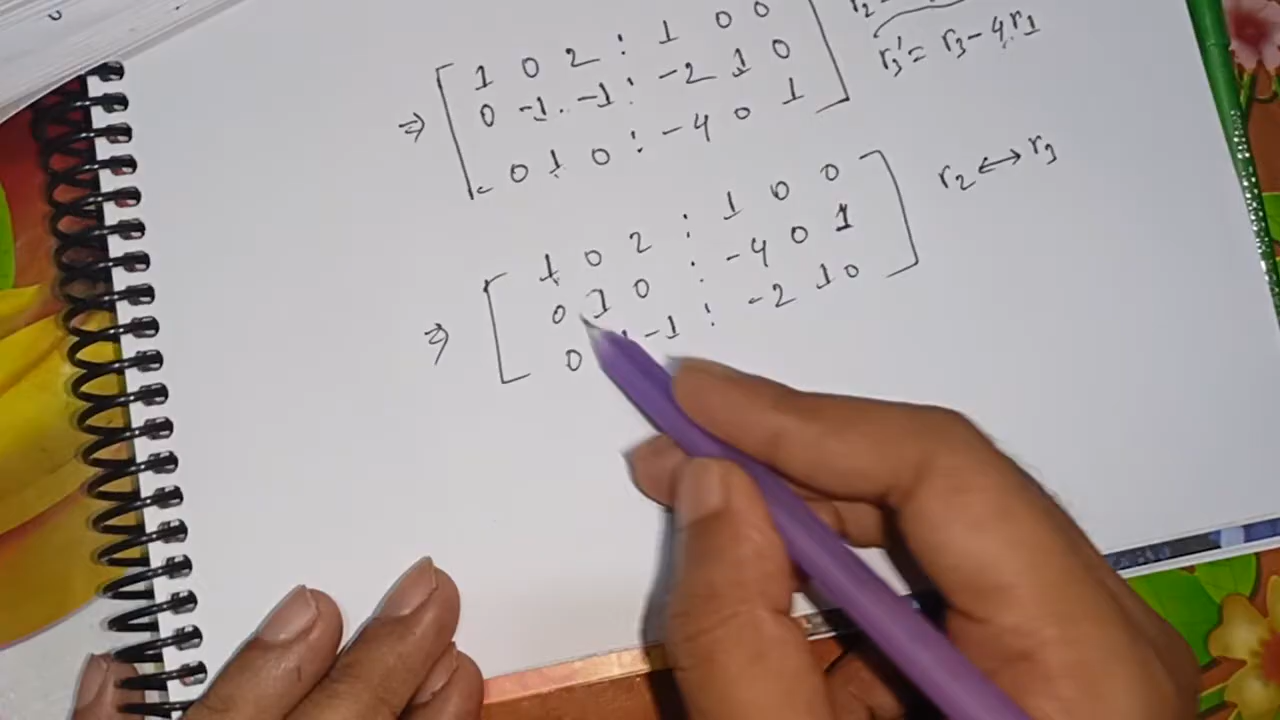 1 0 2 : 1 0 0
r₃' = r₃ - 4r₁
⇒ 0 -1 -1 : -2 1 0
0 1 0 : -4 0 1
r₂ ↔ r₃
1 0 2 : 1 0 0
0 1 0 : -4 0 1
⇒ 0 -1 : -2 1 0